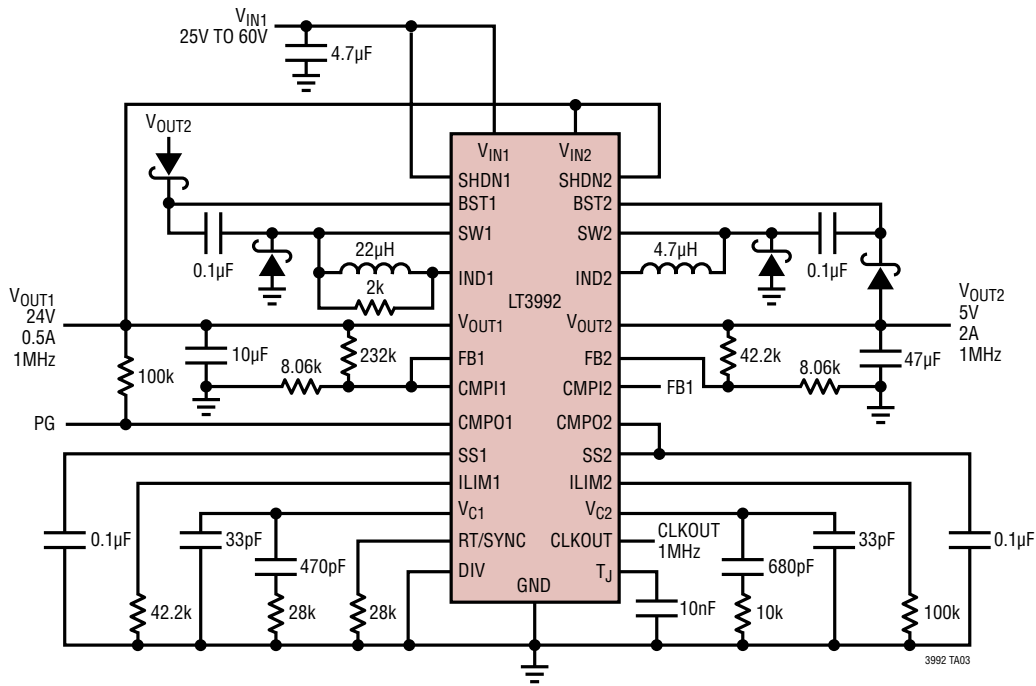 VIN1
25V TO 60V
4.7µF
VOUT2
VIN1
VIN2
SHDN1
SHDN2
BST1
BST2
0.1µF
SW1
SW2
22µH
4.7µH
0.1µF
2k
IND1
IND2
LT3992
VOUT1
24V
0.5A
1MHz
VOUT1
VOUT2
VOUT2
5V
2A
1MHz
100k
10µF
232k
8.06k
FB1
FB2
42.2k
8.06k
47µF
CMPI1
CMPI2
FB1
PG
CMPO1
CMPO2
SS1
SS2
ILIM1
ILIM2
VC1
VC2
0.1µF
33pF
470pF
RT/SYNC
CLKOUT
CLKOUT
1MHz
680pF
33pF
0.1µF
DIV
TJ
GND
42.2k
28k
28k
10nF
10k
100k
3992 TA03